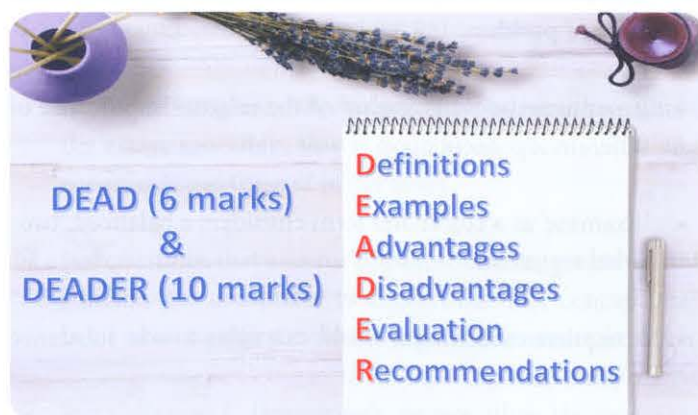 DEAD (6 marks)
&
DEADER (10 marks)
Definitions
Examples
Advantages
Disadvantages
Evaluation
Recommendations